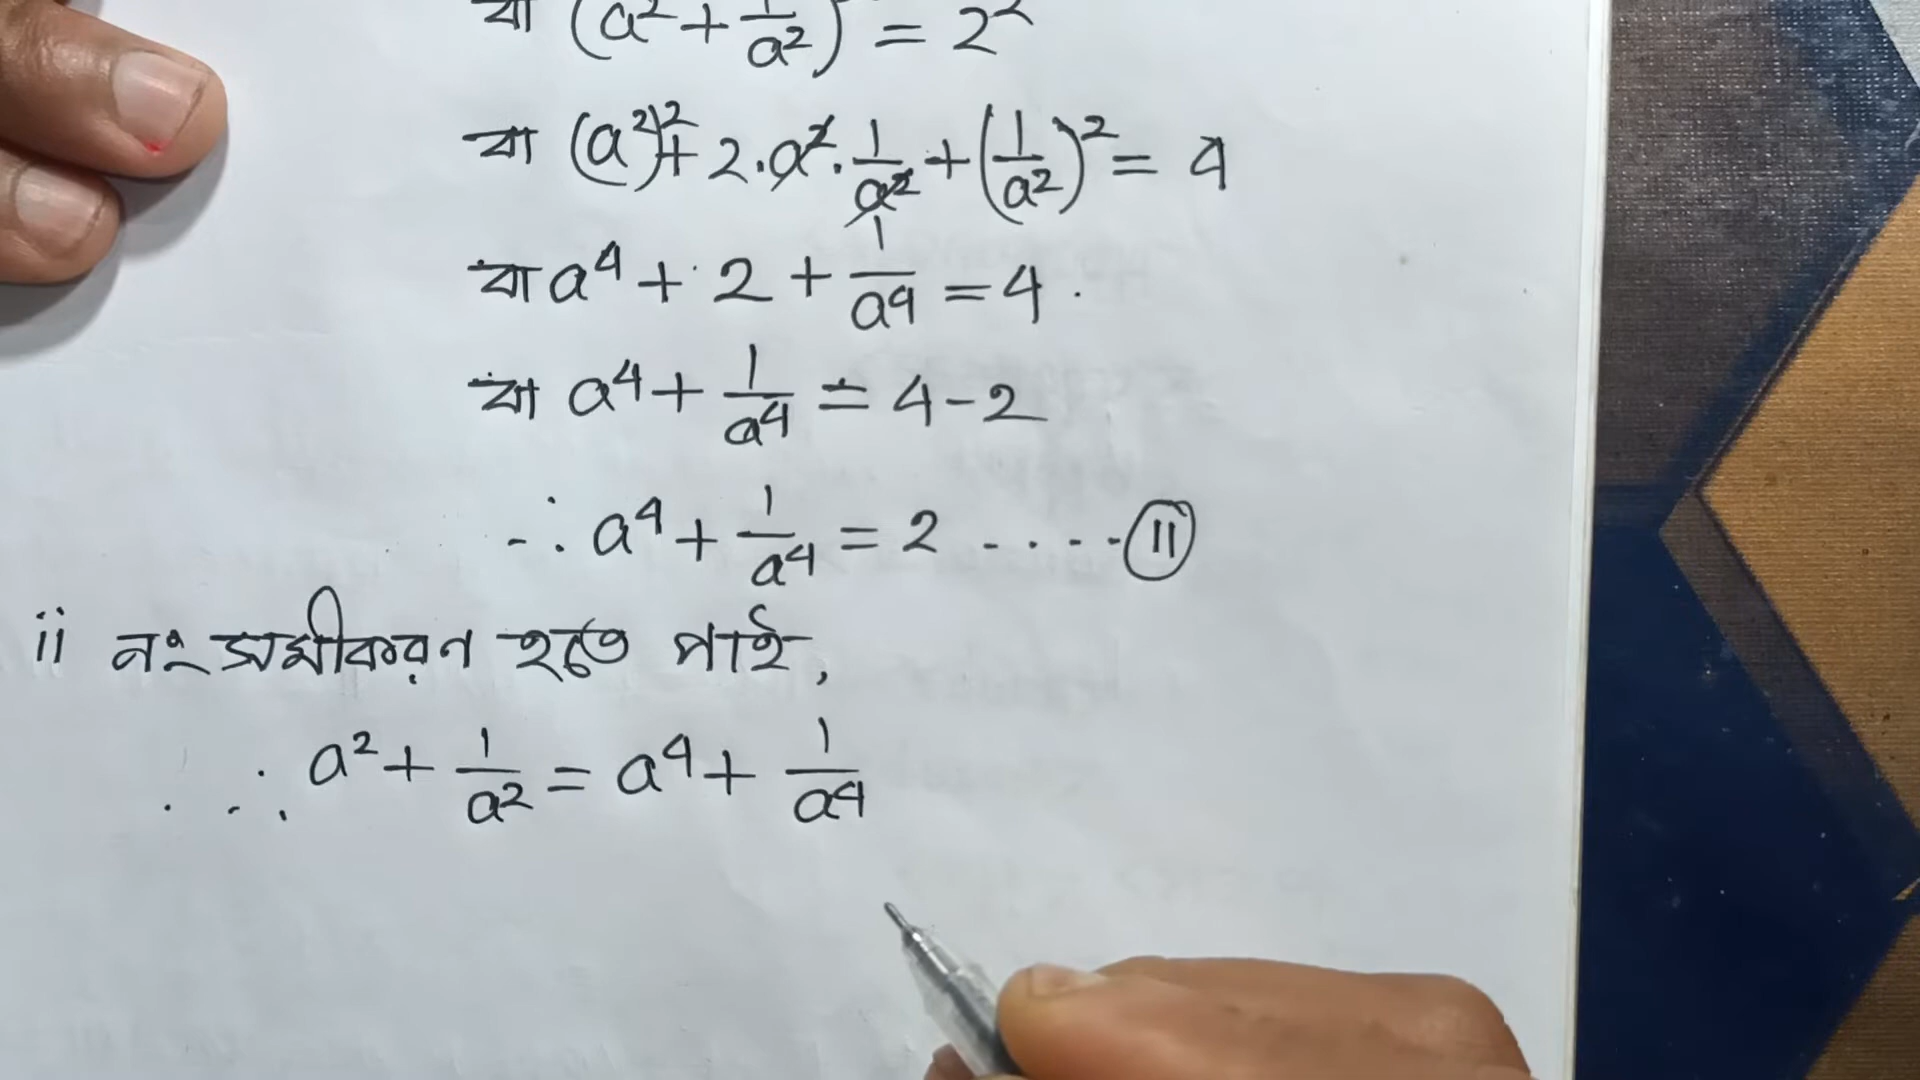 বা (a² + 1/a²)² = 2²
বা (a²)² + 2·a²·1/a² + (1/a²)² = 4
বা a⁴ + 2 + 1/a⁴ = 4
বা a⁴ + 1/a⁴ = 4 - 2
∴ a⁴ + 1/a⁴ = 2 ..... (ii)
ii নং সমীকরণ হতে পাই,
∴ a² + 1/a² = a⁴ + 1/a⁴